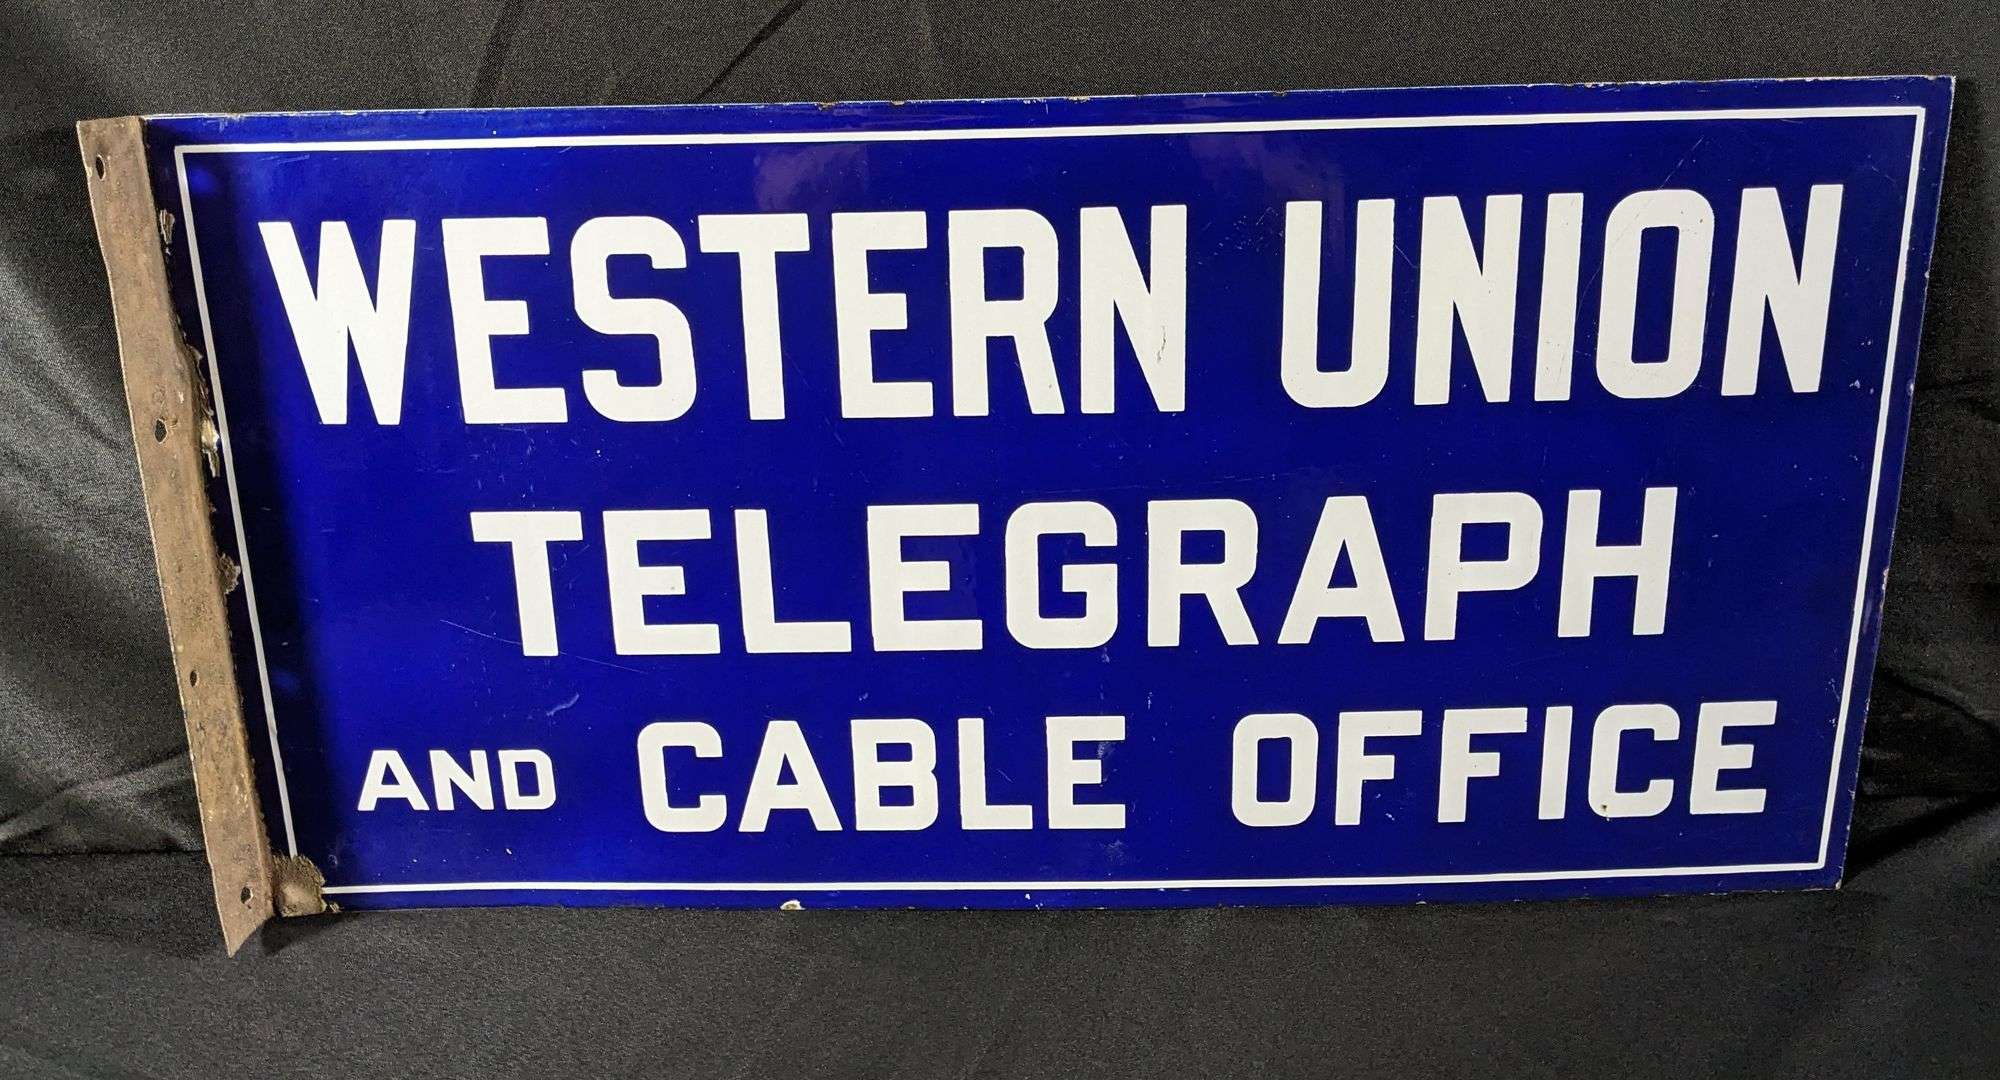 WESTERN UNION
TELEGRAPH
AND CABLE OFFICE